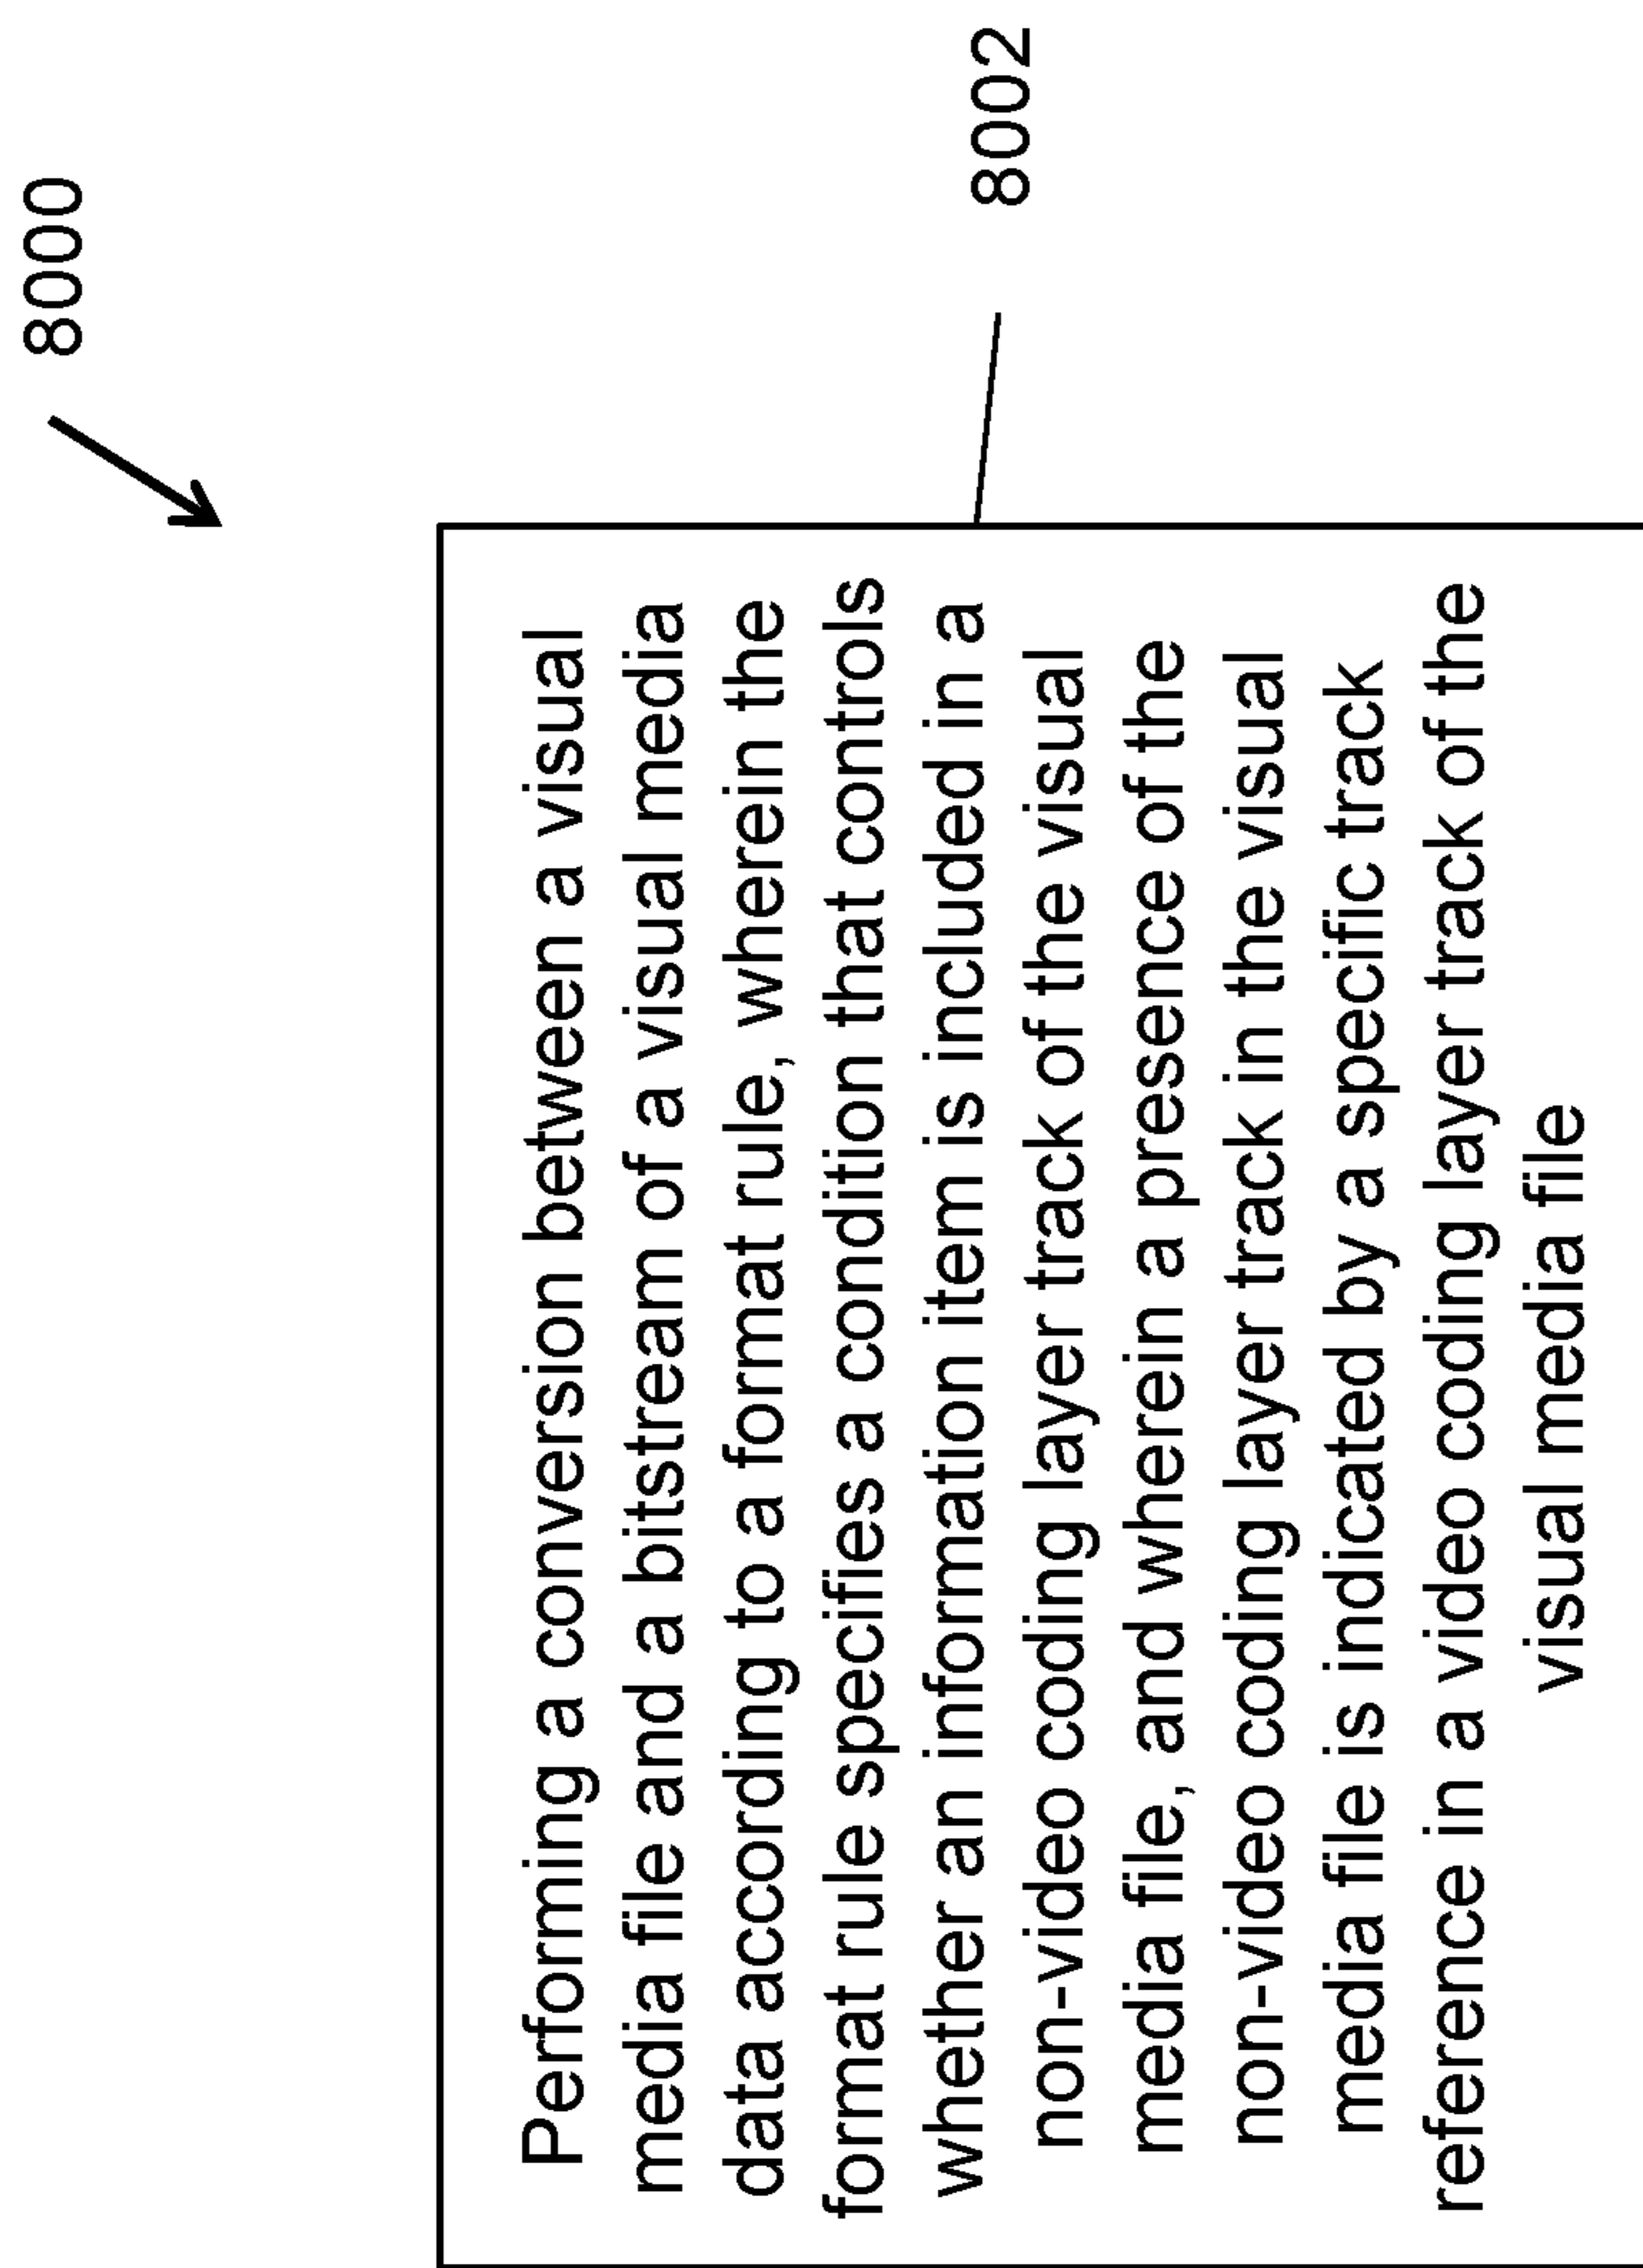 8000
8002
Performing a conversion between a visual
media file and a bitstream of a visual media
data according to a format rule, wherein the
format rule specifies a condition that controls
whether an information item is included in a
non-video coding layer track of the visual
media file, and wherein a presence of the
non-video coding layer track in the visual
media file is indicated by a specific track
reference in a video coding layer track of the
visual media file